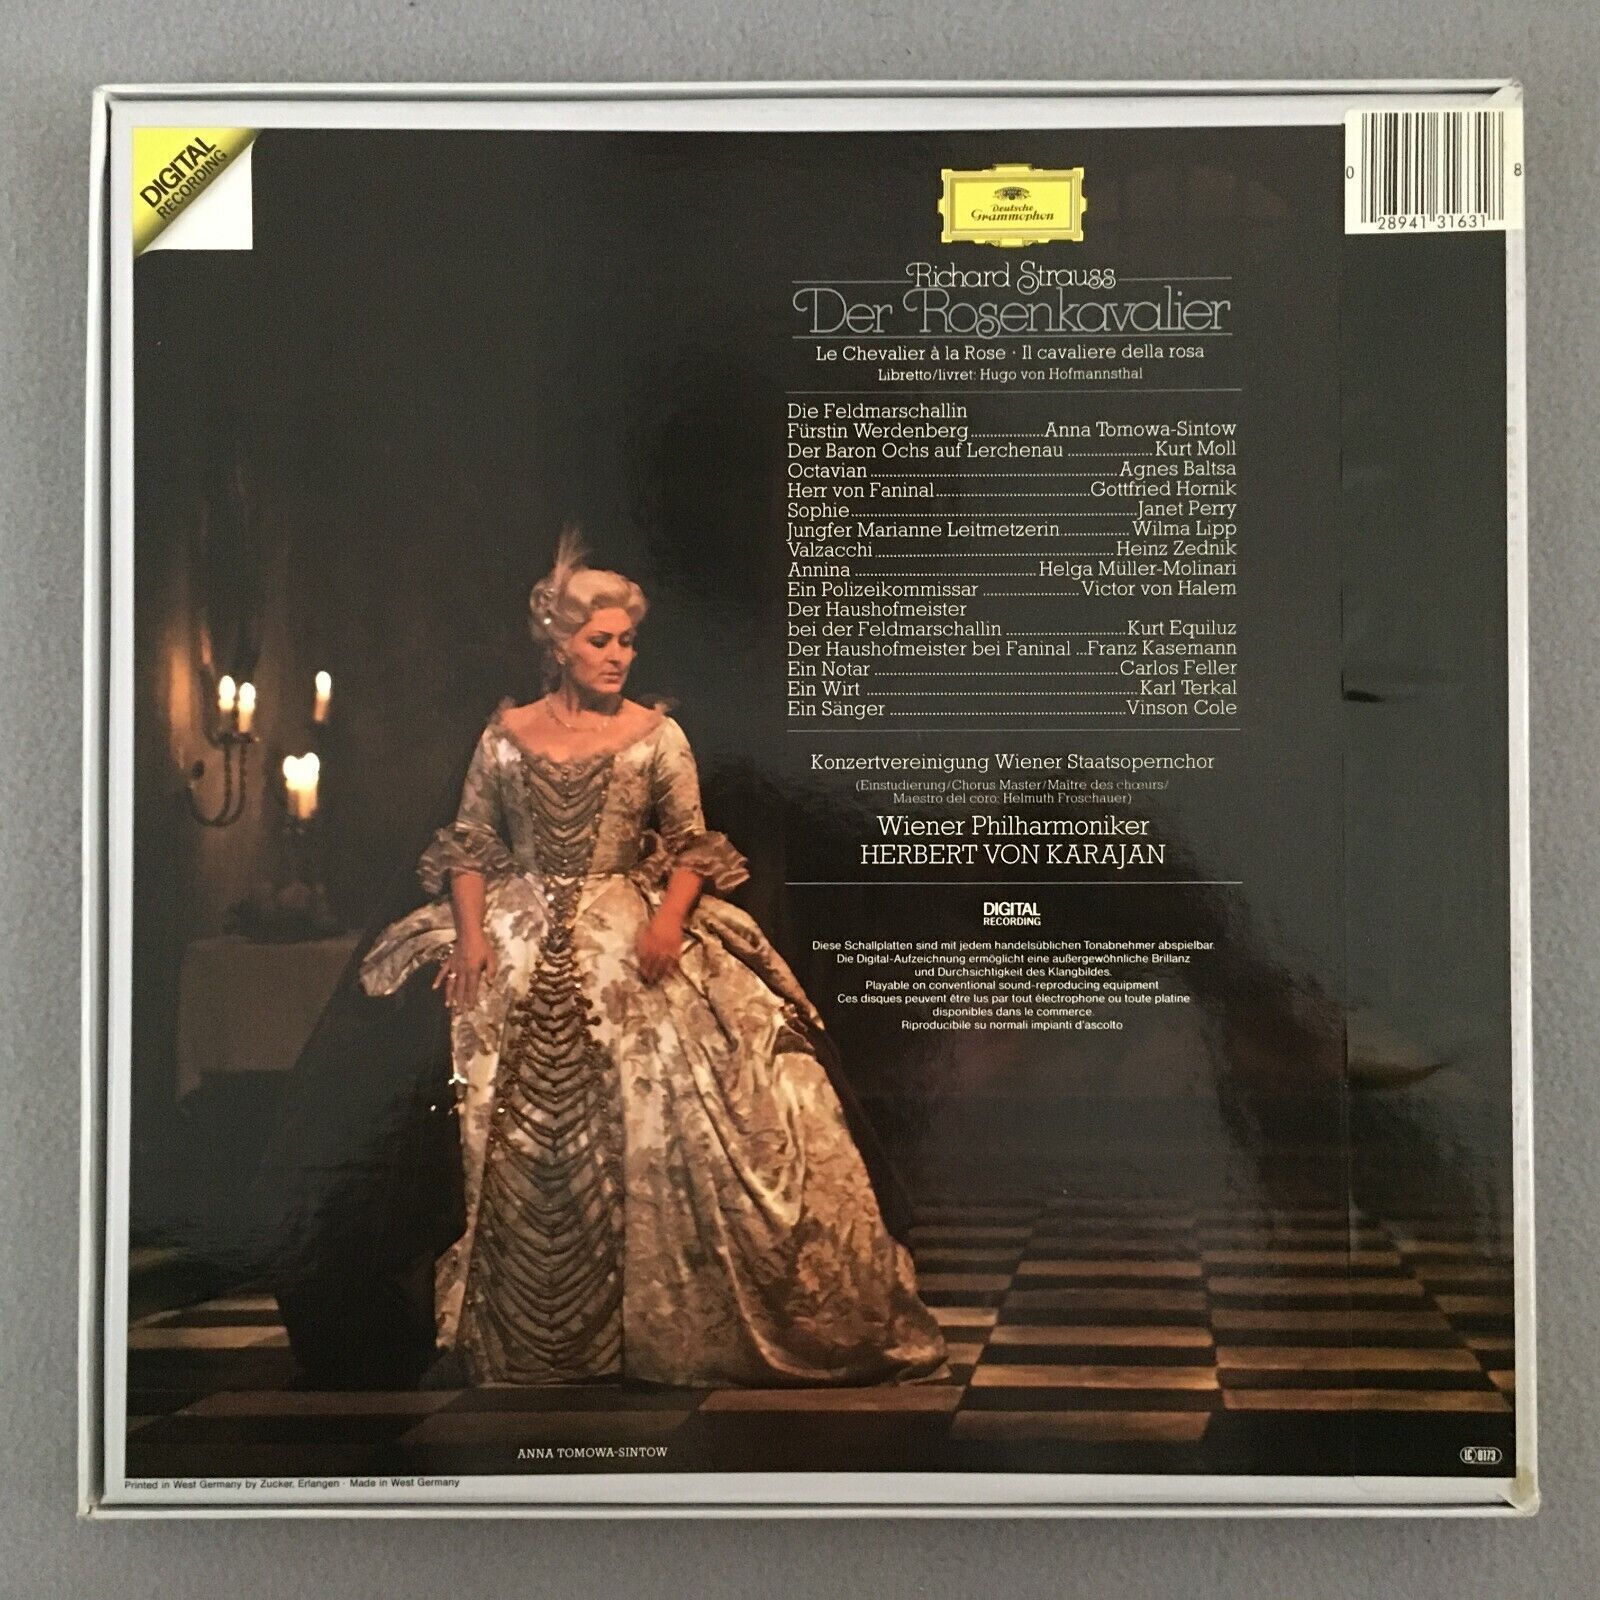 DIGITAL
RECORDING
0 28941 31631 8
Deutsche
Grammophon
Richard Strauss
Der Rosenkavalier
Le Chevalier à la Rose · Il cavaliere della rosa
Libretto/livret: Hugo von Hofmannsthal
Die Feldmarschallin
Fürstin Werdenberg...................Anna Tomowa-Sintow
Der Baron Ochs auf Lerchenau ......................Kurt Moll
Octavian................................................................Agnes Baltsa
Herr von Faninal........................................Gottfried Hornik
Sophie..........................................................................Janet Perry
Jungfer Marianne Leitmetzerin..................Wilma Lipp
Valzacchi..............................................................Heinz Zednik
Annina ...............................................Helga Müller-Molinari
Ein Polizeikommissar .........................Victor von Halem
Der Haushofmeister
bei der Feldmarschallin ...............................Kurt Equiluz
Der Haushofmeister bei Faninal ...Franz Kasemann
Ein Notar ...............................................................Carlos Feller
Ein Wirt ......................................................................Karl Terkal
Ein Sänger .............................................................Vinson Cole
Konzertvereinigung Wiener Staatsopernchor
(Einstudierung/Chorus Master/Maître des chœurs/
Maestro del coro: Helmuth Froschauer)
Wiener Philharmoniker
HERBERT VON KARAJAN
DIGITAL
RECORDING
Diese Schallplatten sind mit jedem handelsüblichen Tonabnehmer abspielbar.
Die Digital-Aufzeichnung ermöglicht eine außergewöhnliche Brillanz
und Durchsichtigkeit des Klangbildes.
Playable on conventional sound-reproducing equipment
Ces disques peuvent être lus par tout électrophone ou toute platine
disponibles dans le commerce.
Riproducibile su normali impianti d'ascolto
ANNA TOMOWA-SINTOW
LC 0173
Printed in West Germany by Zucker, Erlangen · Made in West Germany